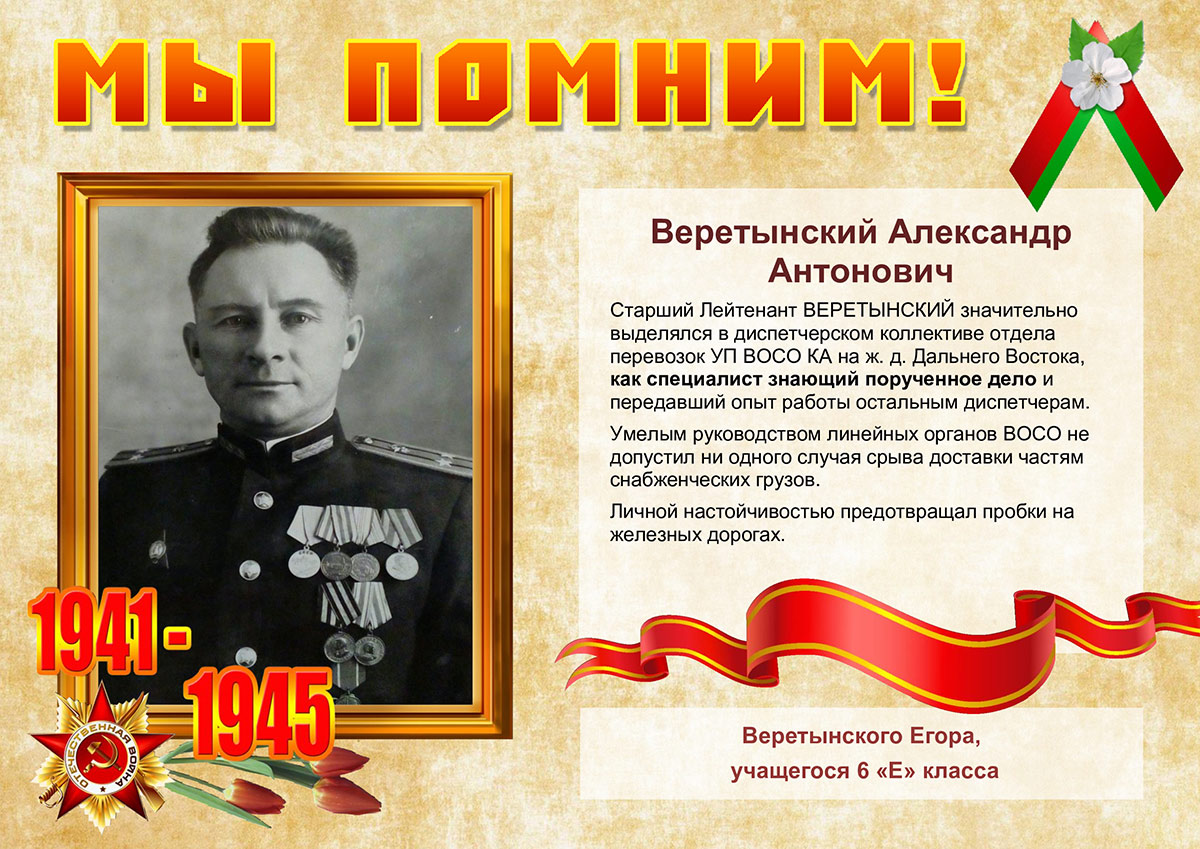 МЫ ПОМНИМ!
Веретынский Александр
Антонович
Старший Лейтенант ВЕРЕТЫНСКИЙ значительно
выделялся в диспетчерском коллективе отдела
перевозок УП ВОСО КА на ж. д. Дальнего Востока,
как специалист знающий порученное дело и
передавший опыт работы остальным диспетчерам.
Умелым руководством линейных органов ВОСО не
допустил ни одного случая срыва доставки частям
снабженческих грузов.
Личной настойчивостью предотвращал пробки на
железных дорогах.
1941-
1945
ОТЕЧЕСТВЕННАЯ ВОЙНА
Веретынского Егора,
учащегося 6 «Е» класса